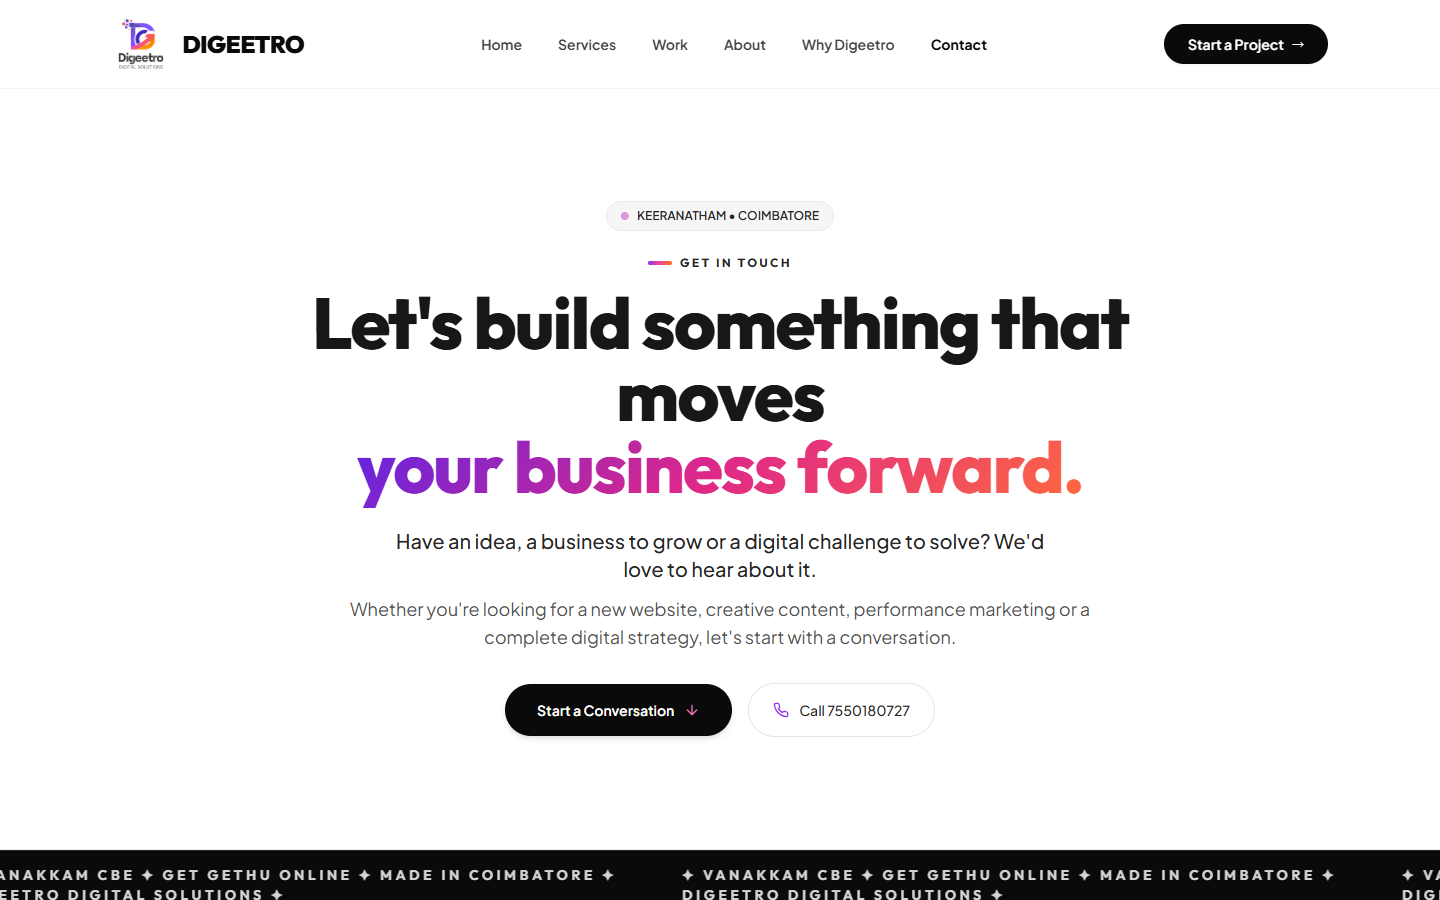 Digeetro
DIGITAL SOLUTIONS
DIGEETRO
Home
Services
Work
About
Why Digeetro
Contact
Start a Project →
KEERANATHAM • COIMBATORE
GET IN TOUCH
Let's build something that
moves
your business forward.
Have an idea, a business to grow or a digital challenge to solve? We'd
love to hear about it.
Whether you're looking for a new website, creative content, performance marketing or a
complete digital strategy, let's start with a conversation.
Start a Conversation ↓
Call 7550180727
ANAKKAM CBE ✦ GET GETHU ONLINE ✦ MADE IN COIMBATORE ✦
EETRO DIGITAL SOLUTIONS ✦
✦ VANAKKAM CBE ✦ GET GETHU ONLINE ✦ MADE IN COIMBATORE ✦
DIGEETRO DIGITAL SOLUTIONS ✦
✦ VA
DIG